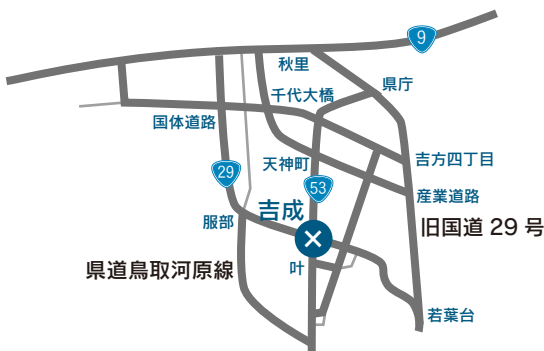 9
秋里
県庁
千代大橋
国体道路
天神町
吉方四丁目
29
53
産業道路
吉成
服部
旧国道 29 号
叶
県道鳥取河原線
若葉台